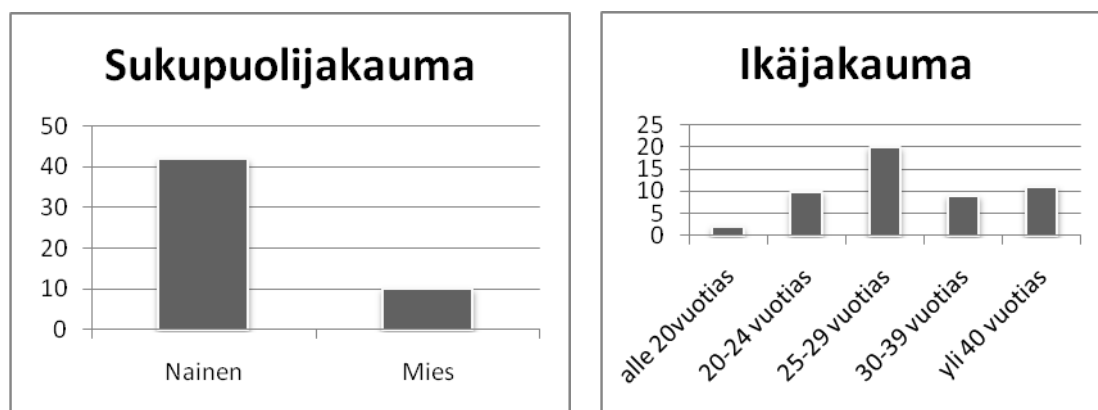 Sukupuolijakauma
50
40
30
20
10
0
Nainen Mies
Ikäjakauma
25
20
15
10
5
0
alle 20vuotias
20-24 vuotias
25-29 vuotias
30-39 vuotias
yli 40 vuotias